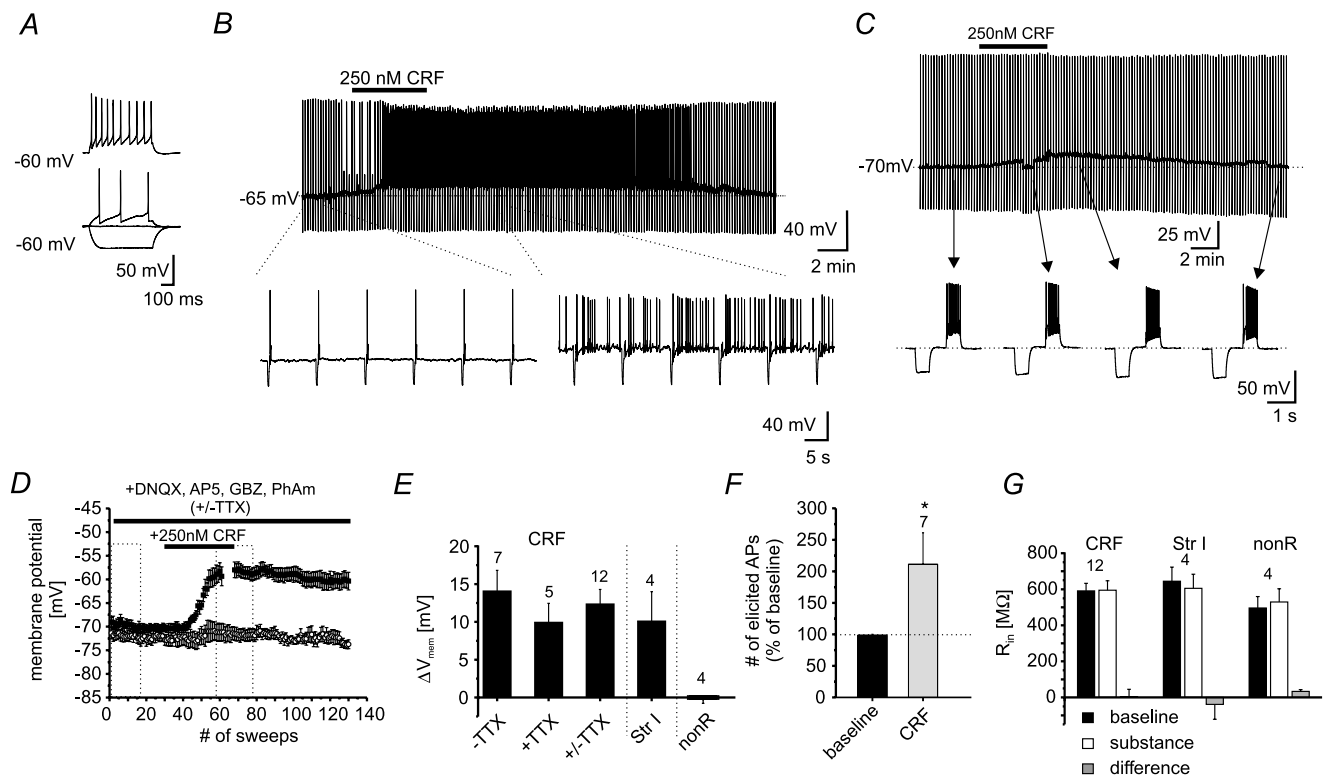 A
-60 mV
-60 mV
50 mV
100 ms
B
250 nM CRF
-65 mV
40 mV
2 min
40 mV
5 s
C
250nM CRF
-70mV
25 mV
2 min
50 mV
1 s
D
+DNQX, AP5, GBZ, PhAm
(+/-TTX)
+250nM CRF
membrane potential
[mV]
-45
-50
-55
-60
-65
-70
-75
-80
-85
0 20 40 60 80 100 120 140
# of sweeps
E
CRF
ΔVmem [mV]
20
15
10
5
0
7 5 12 4 4
-TTX +TTX +/-TTX Str I nonR
F
# of elicited APs
(% of baseline)
300
250
200
150
100
50
0
*
7
baseline CRF
G
CRF Str I nonR
12 4 4
Rin [MΩ]
800
600
400
200
0
baseline
substance
difference